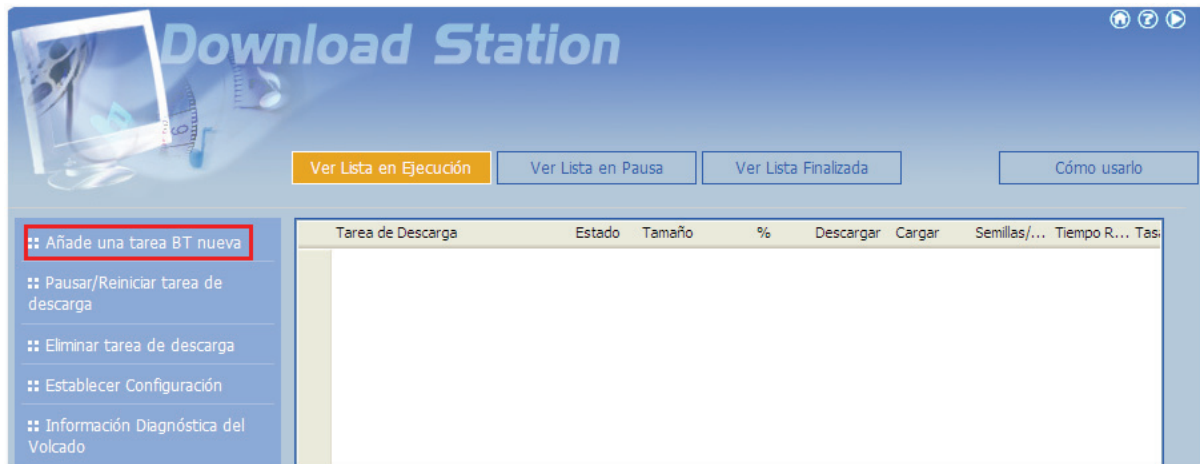 Download Station
Ver Lista en Ejecución
Ver Lista en Pausa
Ver Lista Finalizada
Cómo usarlo
Añade una tarea BT nueva
Pausar/Reiniciar tarea de
descarga
Eliminar tarea de descarga
Establecer Configuración
Información Diagnóstica del
Volcado
Tarea de Descarga Estado Tamaño % Descargar Cargar Semillas/... Tiempo R... Tasa